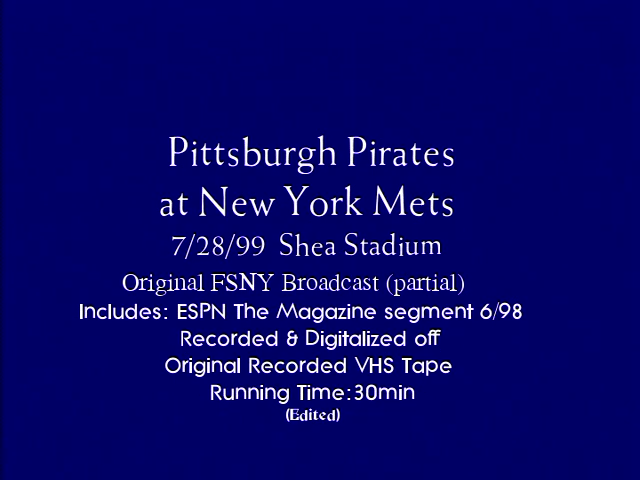 Pittsburgh Pirates
at New York Mets
7/28/99 Shea Stadium
Original FSNY Broadcast (partial)
Includes: ESPN The Magazine segment 6/98
Recorded & Digitalized off
Original Recorded VHS Tape
Running Time:30min
(Edited)